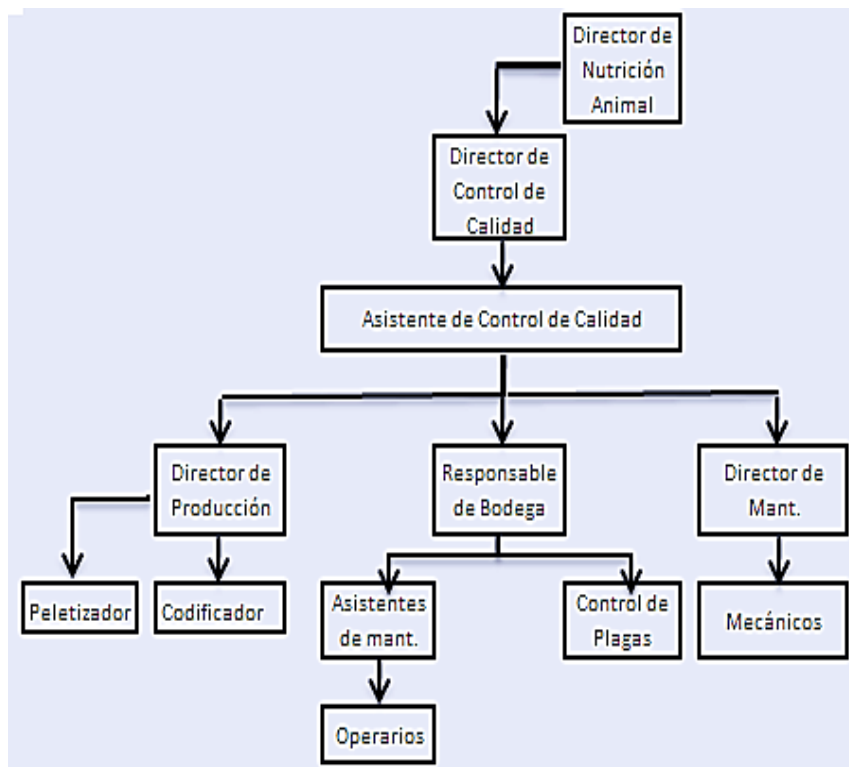 Director de
Nutrición
Animal
Director de
Control de
Calidad
Asistente de Control de Calidad
Director de
Producción
Responsable
de Bodega
Director de
Mant.
Peletizador
Codificador
Asistentes
de mant.
Control de
Plagas
Mecánicos
Operarios